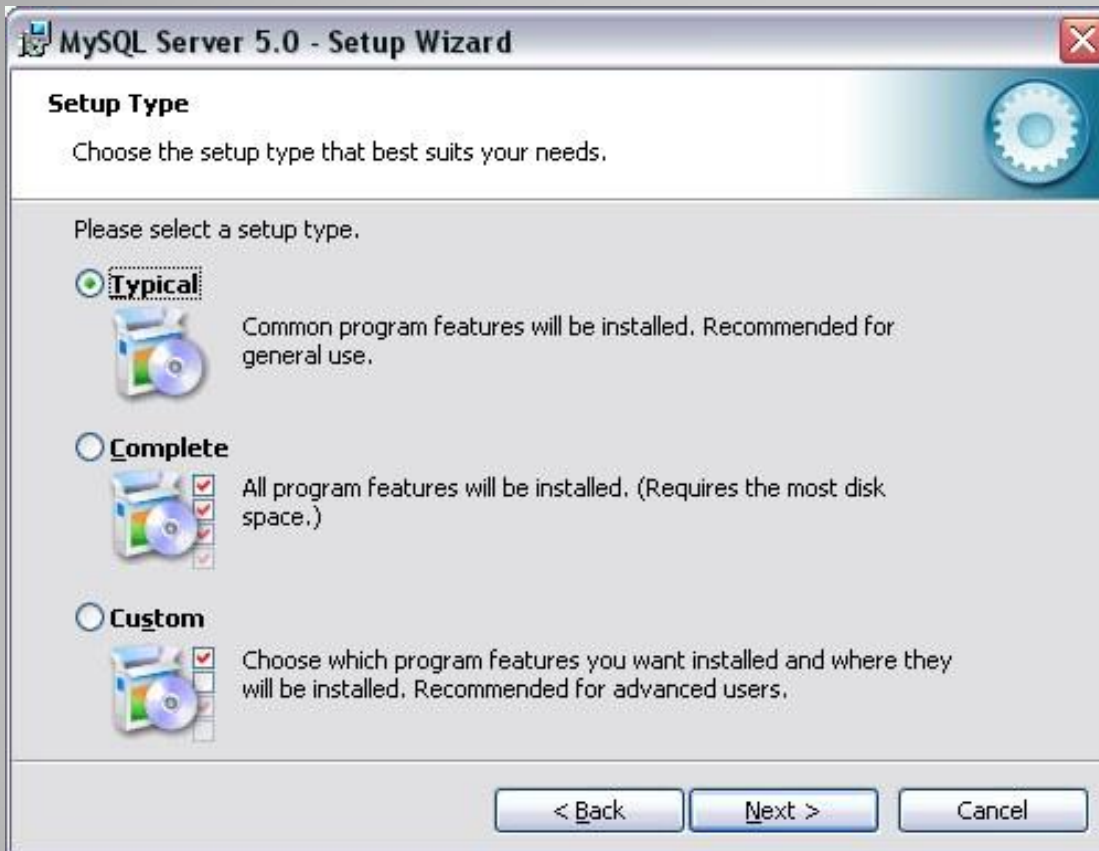 MySQL Server 5.0 - Setup Wizard
Setup Type
Choose the setup type that best suits your needs.
Please select a setup type.
Typical
Common program features will be installed. Recommended for
general use.
Complete
All program features will be installed. (Requires the most disk
space.)
Custom
Choose which program features you want installed and where they
will be installed. Recommended for advanced users.
< Back
Next >
Cancel